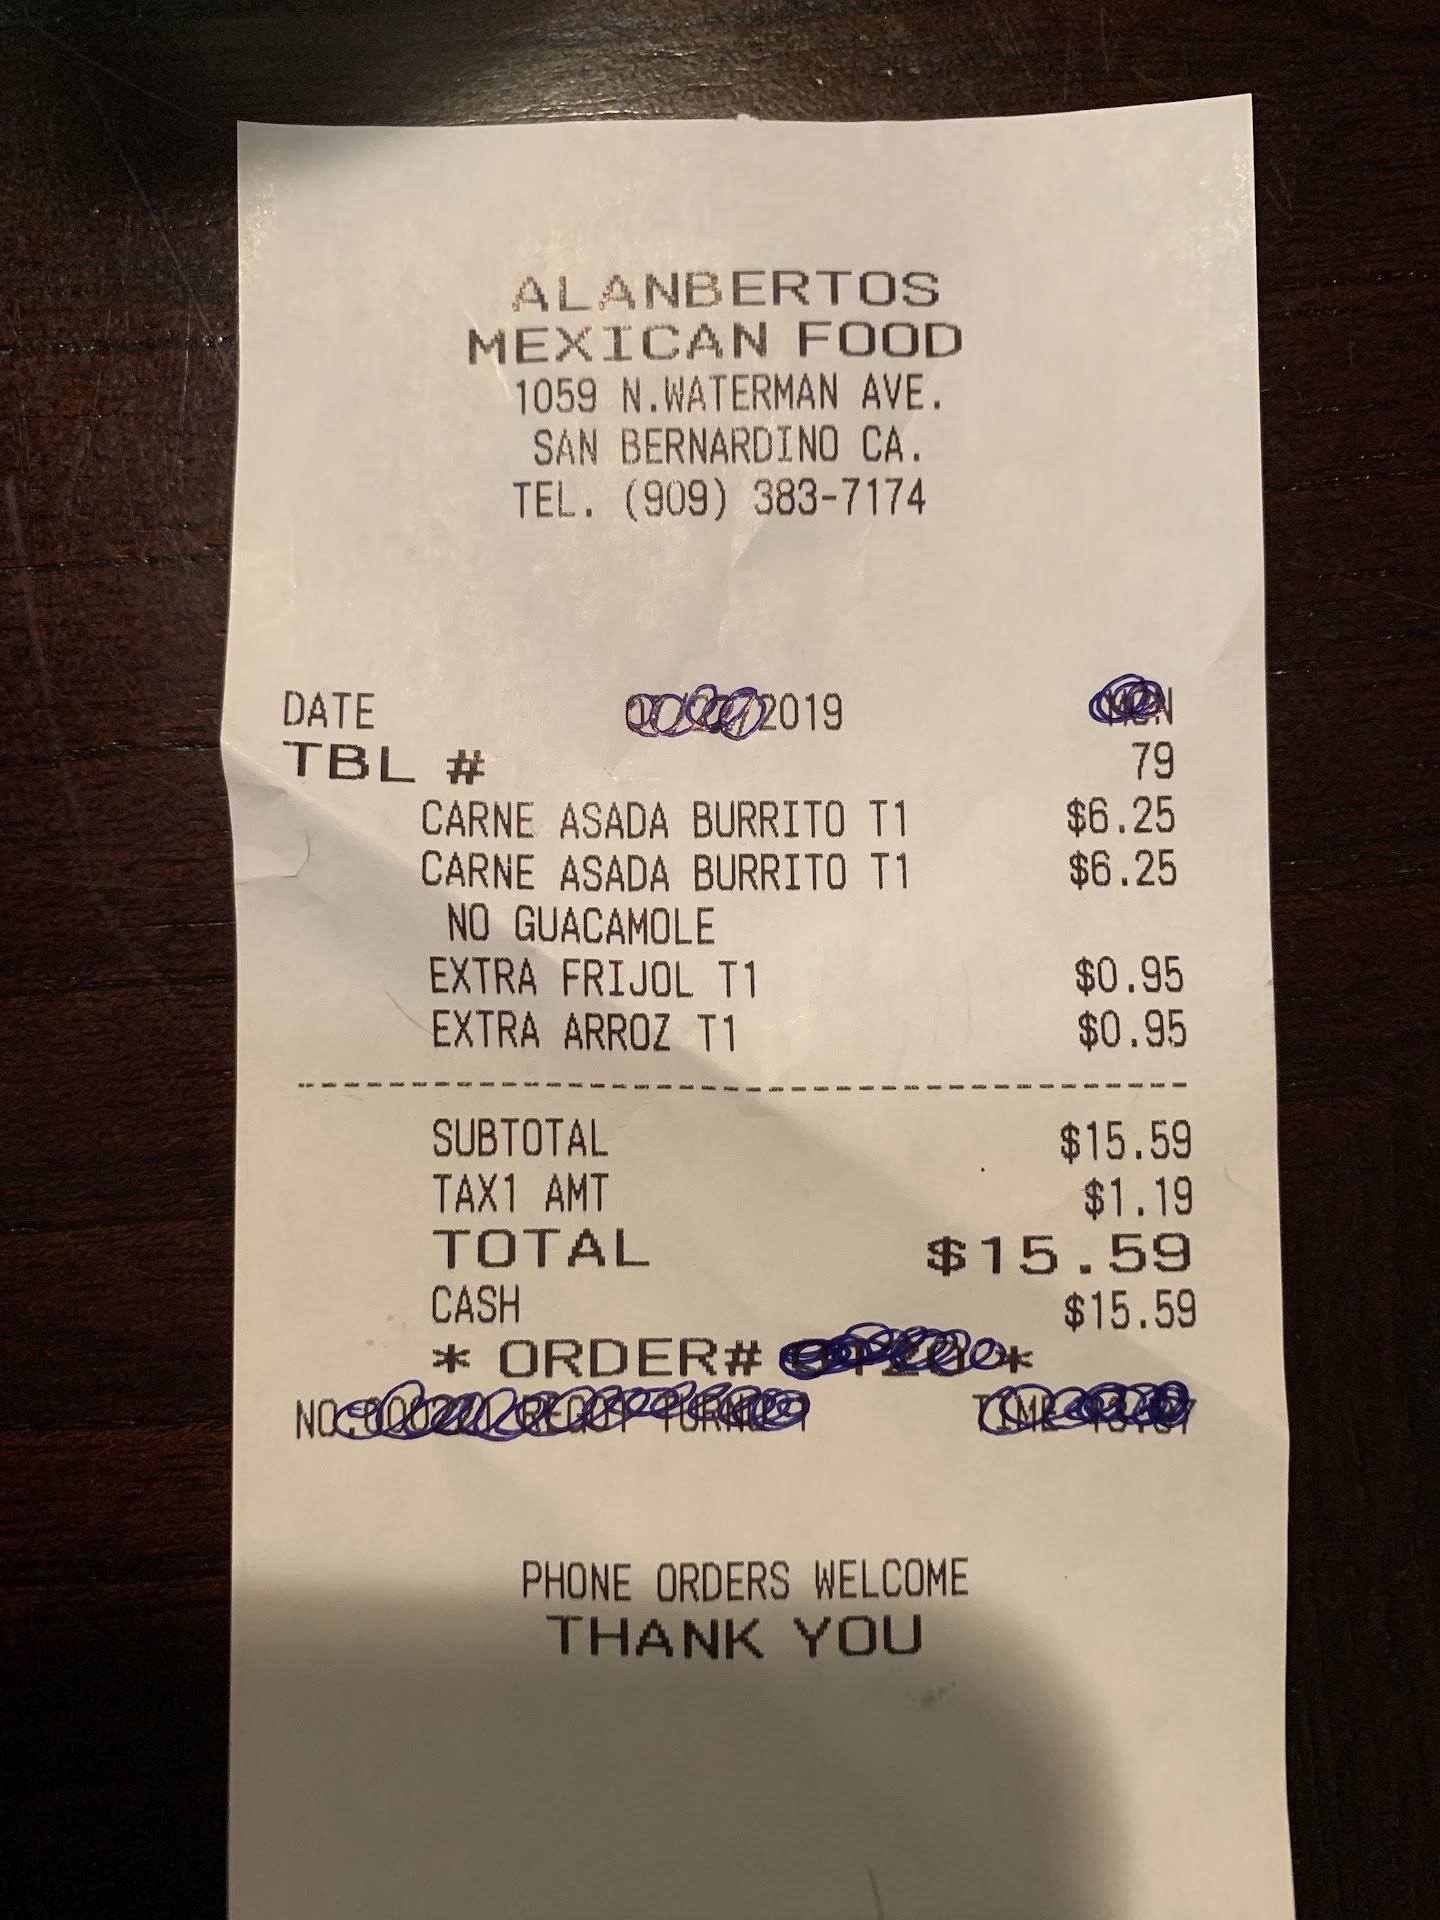 ALANBERTOS
MEXICAN FOOD
1059 N.WATERMAN AVE.
SAN BERNARDINO CA.
TEL. (909) 383-7174
DATE 2019
TBL # 79
CARNE ASADA BURRITO T1 $6.25
CARNE ASADA BURRITO T1 $6.25
NO GUACAMOLE
EXTRA FRIJOL T1 $0.95
EXTRA ARROZ T1 $0.95
SUBTOTAL $15.59
TAX1 AMT $1.19
TOTAL $15.59
CASH $15.59
* ORDER# *
PHONE ORDERS WELCOME
THANK YOU